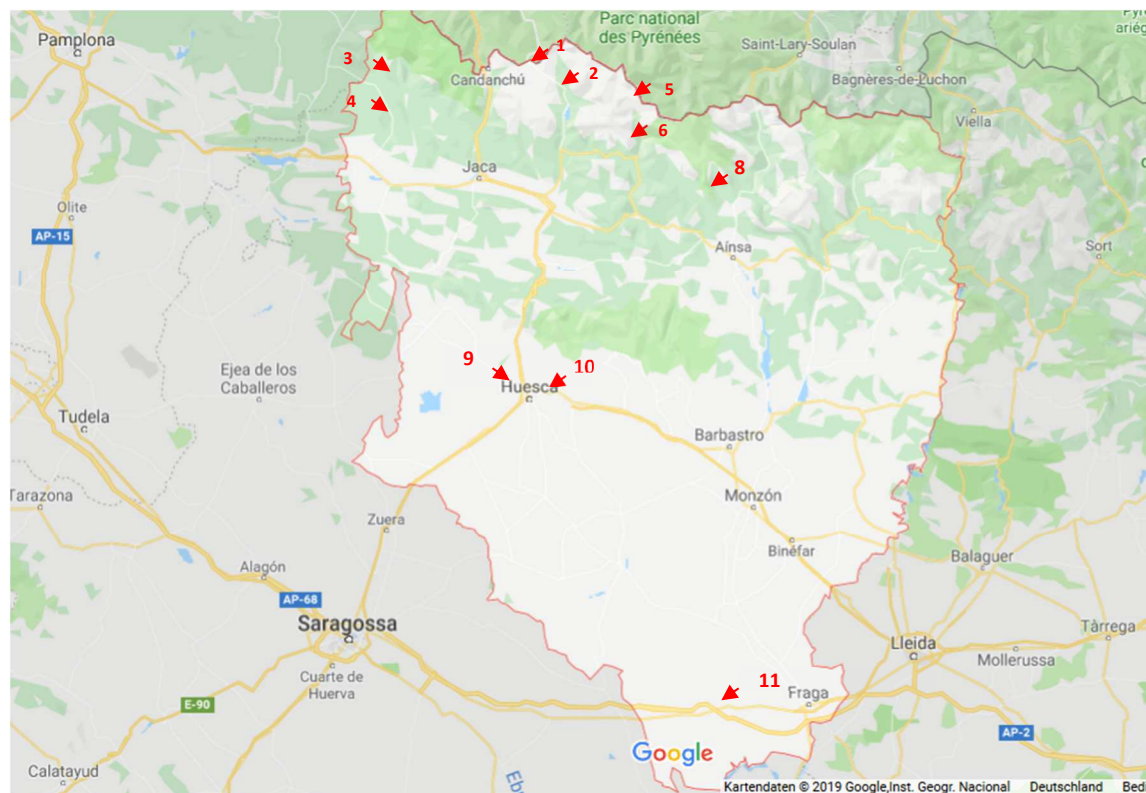 Parc national
des Pyrénées
Pamplona
Saint-Lary-Soulan
1
3
Candanchú
2
Bagnères-de-Luchon
ariég
5
4
Viella
6
Jaca
8
Olite
AP-15
Aínsa
Sort
9
10
Ejea de los
Caballeros
Huesca
Tudela
Barbastro
Tarazona
Monzón
Zuera
Binéfar
Balaguer
Alagón
AP-68
Saragossa
Tàrrega
Lleida
Mollerussa
Cuarte de
Huerva
11
Fraga
E-90
AP-2
Google
Calatayud
Eb
Kartendaten © 2019 Google,Inst. Geogr. Nacional Deutschland Bed